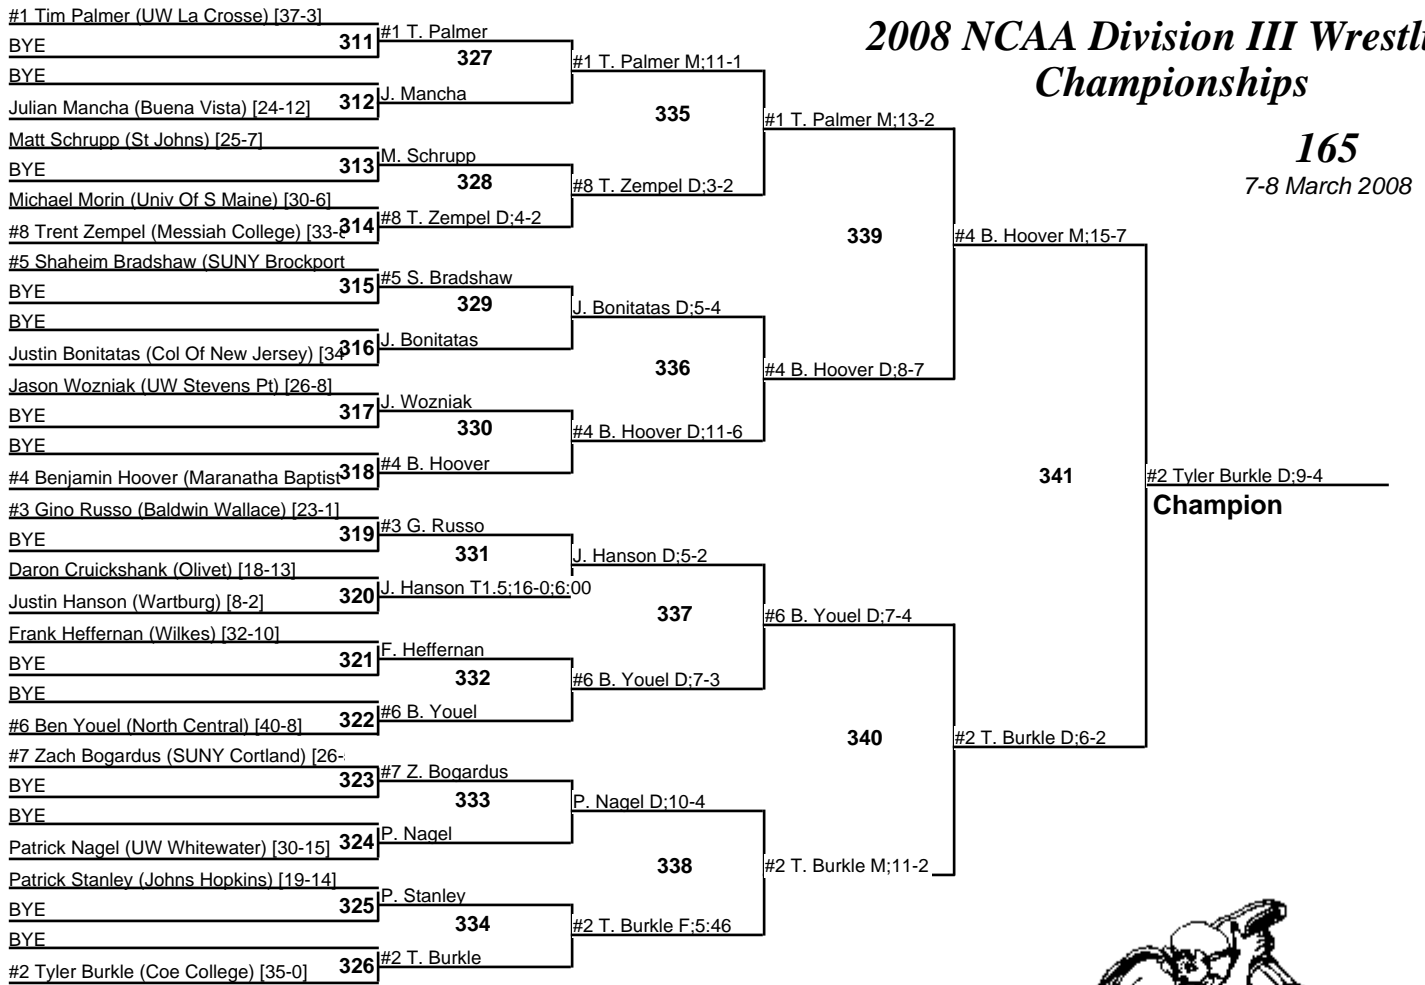 2008 NCAA Division III Wrestli
Championships
165
7-8 March 2008
#1 Tim Palmer (UW La Crosse) [37-3]
BYE
311
BYE
Julian Mancha (Buena Vista) [24-12]
312
Matt Schrupp (St Johns) [25-7]
BYE
313
Michael Morin (Univ Of S Maine) [30-6]
#8 Trent Zempel (Messiah College) [33-
314
#5 Shaheim Bradshaw (SUNY Brockport
BYE
315
BYE
Justin Bonitatas (Col Of New Jersey) [34
316
Jason Wozniak (UW Stevens Pt) [26-8]
BYE
317
BYE
#4 Benjamin Hoover (Maranatha Baptist
318
#3 Gino Russo (Baldwin Wallace) [23-1]
BYE
319
Daron Cruickshank (Olivet) [18-13]
Justin Hanson (Wartburg) [8-2]
320
Frank Heffernan (Wilkes) [32-10]
BYE
321
BYE
#6 Ben Youel (North Central) [40-8]
322
#7 Zach Bogardus (SUNY Cortland) [26-
BYE
323
BYE
Patrick Nagel (UW Whitewater) [30-15]
324
Patrick Stanley (Johns Hopkins) [19-14]
BYE
325
BYE
#2 Tyler Burkle (Coe College) [35-0]
326
#1 T. Palmer
327
J. Mancha
M. Schrupp
328
#8 T. Zempel D;4-2
#5 S. Bradshaw
329
J. Bonitatas
J. Wozniak
330
#4 B. Hoover
#3 G. Russo
331
J. Hanson T1.5;16-0;6:00
F. Heffernan
332
#6 B. Youel
#7 Z. Bogardus
333
P. Nagel
P. Stanley
334
#2 T. Burkle
#1 T. Palmer M;11-1
335
#8 T. Zempel D;3-2
J. Bonitatas D;5-4
336
#4 B. Hoover D;11-6
J. Hanson D;5-2
337
#6 B. Youel D;7-3
P. Nagel D;10-4
338
#2 T. Burkle F;5:46
#1 T. Palmer M;13-2
339
#4 B. Hoover D;8-7
#6 B. Youel D;7-4
340
#2 T. Burkle M;11-2
#4 B. Hoover M;15-7
341
#2 T. Burkle D;6-2
#2 Tyler Burkle D;9-4
Champion